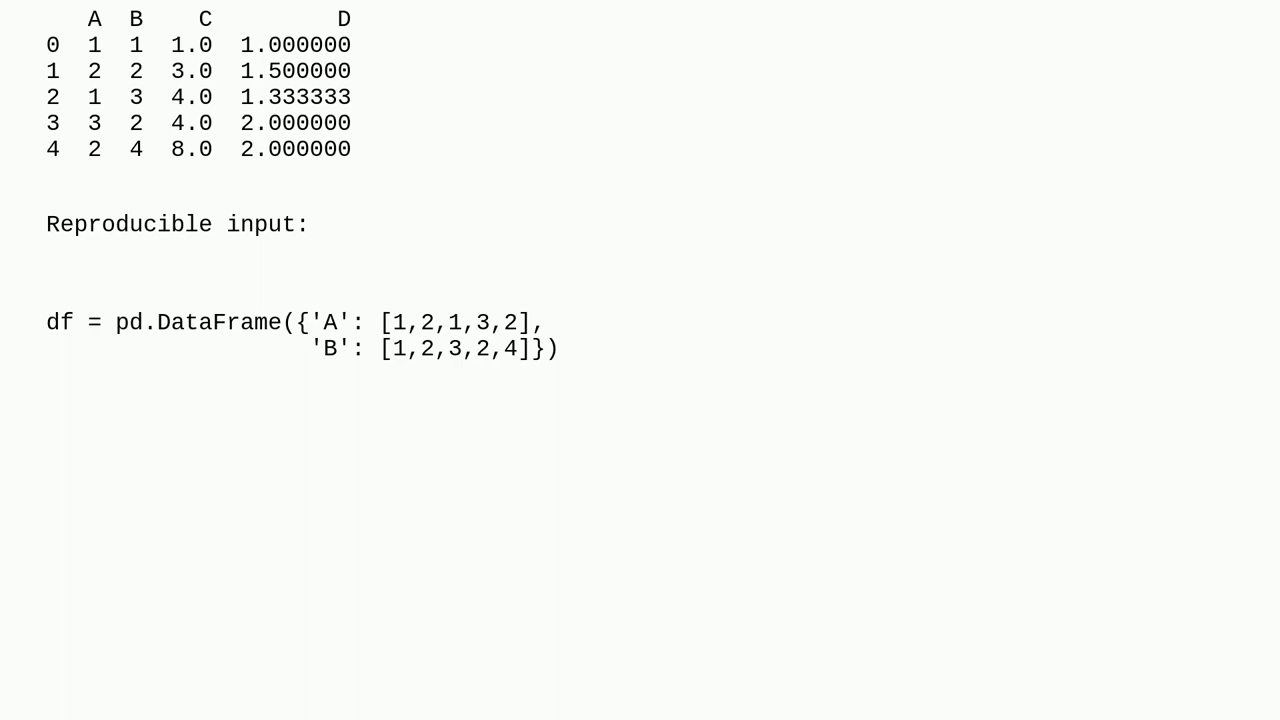 A  B    C         D
0  1  1  1.0  1.000000
1  2  2  3.0  1.500000
2  1  3  4.0  1.333333
3  3  2  4.0  2.000000
4  2  4  8.0  2.000000
Reproducible input:
df = pd.DataFrame({'A': [1,2,1,3,2],
                   'B': [1,2,3,2,4]})